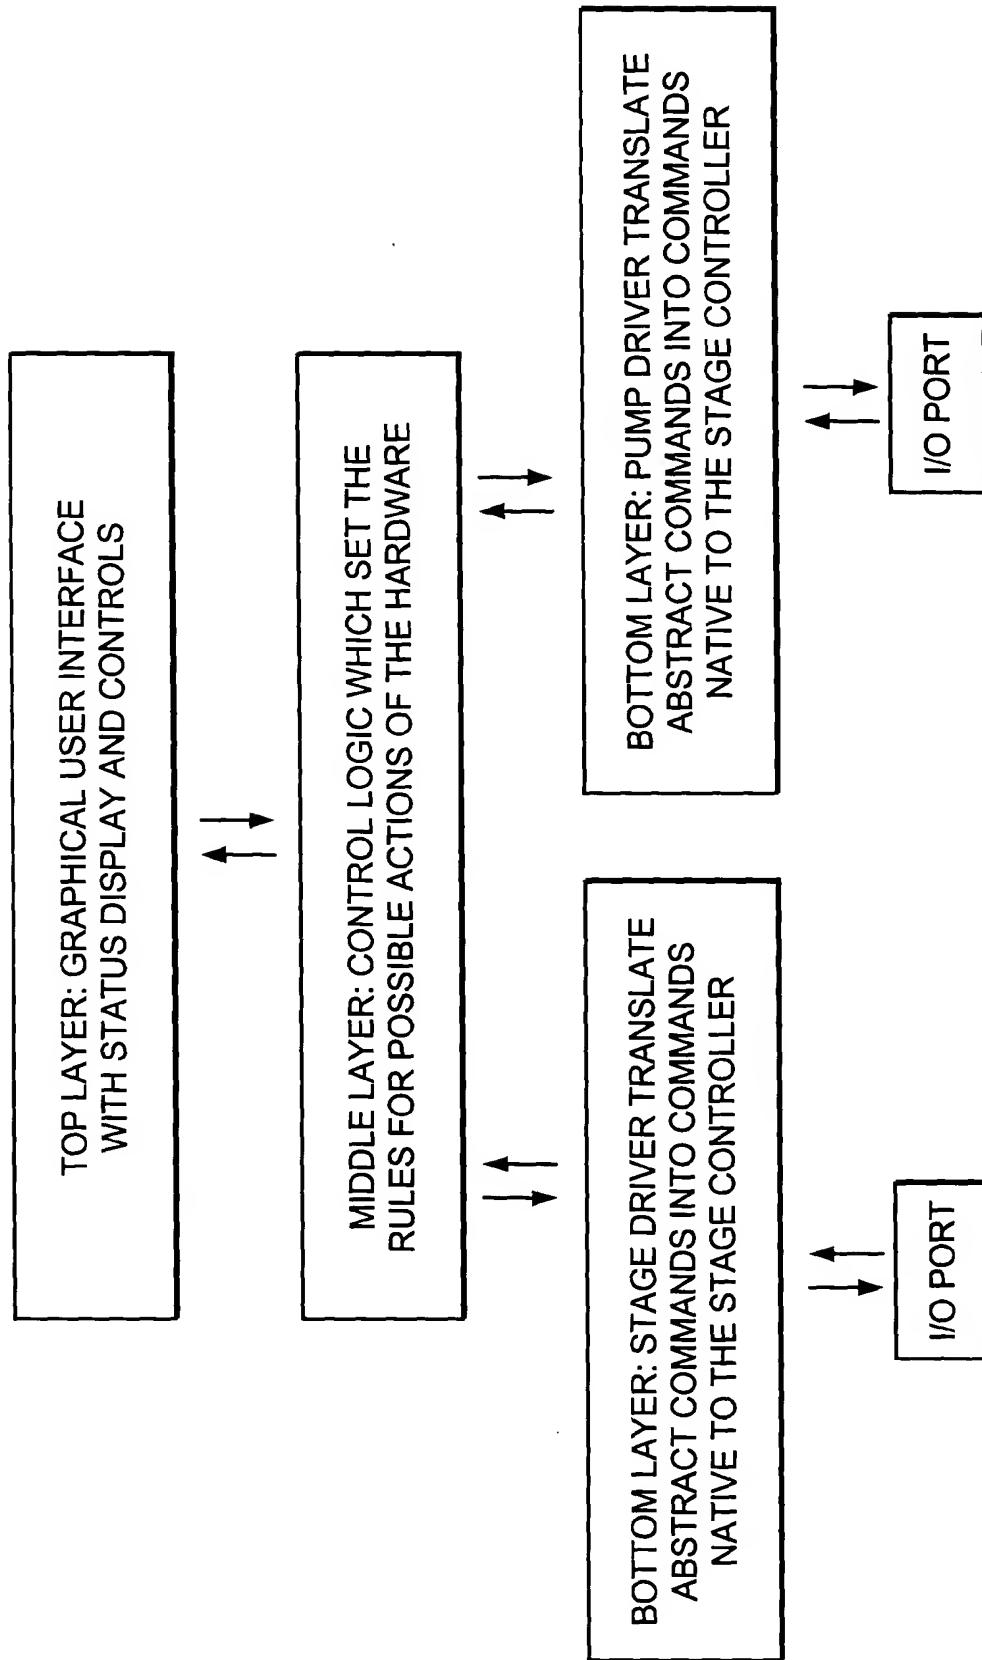 TOP LAYER: GRAPHICAL USER INTERFACE
WITH STATUS DISPLAY AND CONTROLS
MIDDLE LAYER: CONTROL LOGIC WHICH SET THE
RULES FOR POSSIBLE ACTIONS OF THE HARDWARE
BOTTOM LAYER: STAGE DRIVER TRANSLATE
ABSTRACT COMMANDS INTO COMMANDS
NATIVE TO THE STAGE CONTROLLER
BOTTOM LAYER: PUMP DRIVER TRANSLATE
ABSTRACT COMMANDS INTO COMMANDS
NATIVE TO THE STAGE CONTROLLER
I/O PORT
I/O PORT